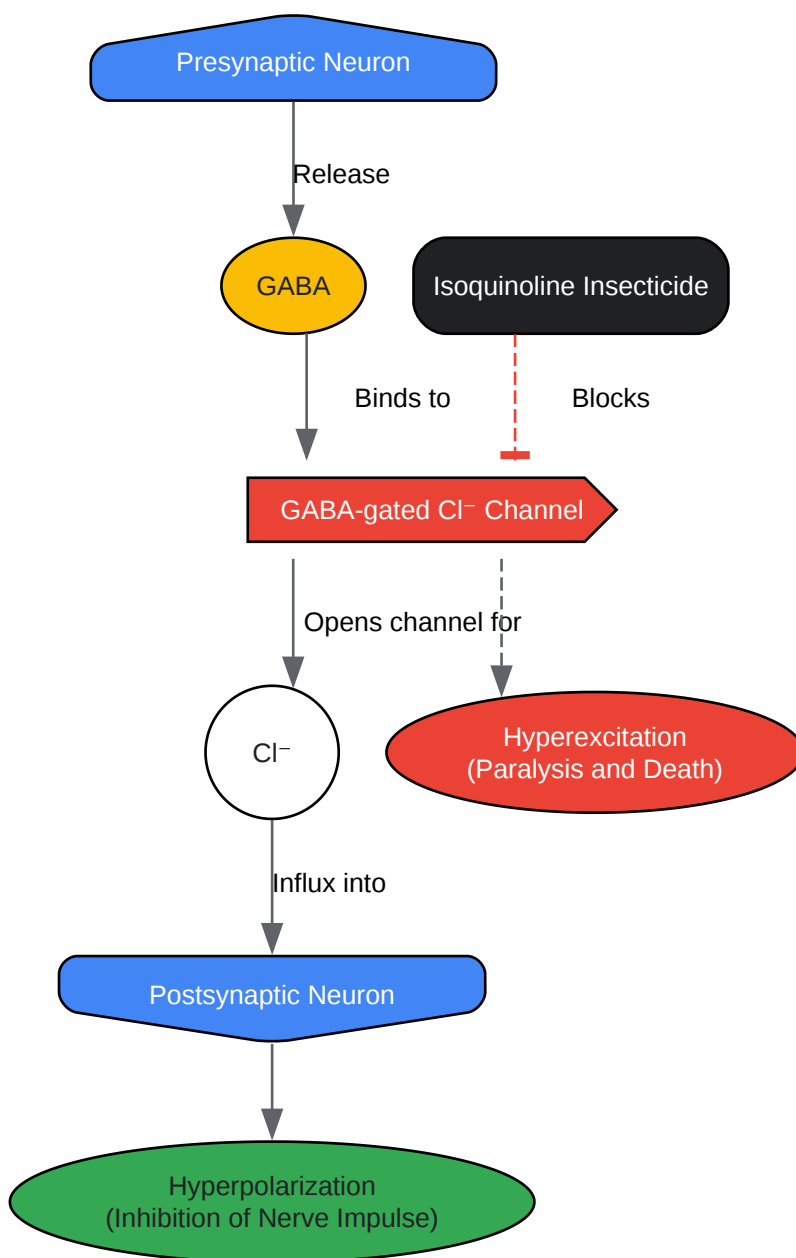 Presynaptic Neuron
Release
GABA
Isoquinoline Insecticide
Binds to
Blocks
GABA-gated Cl⁻ Channel
Opens channel for
Cl⁻
Hyperexcitation
(Paralysis and Death)
Influx into
Postsynaptic Neuron
Hyperpolarization
(Inhibition of Nerve Impulse)